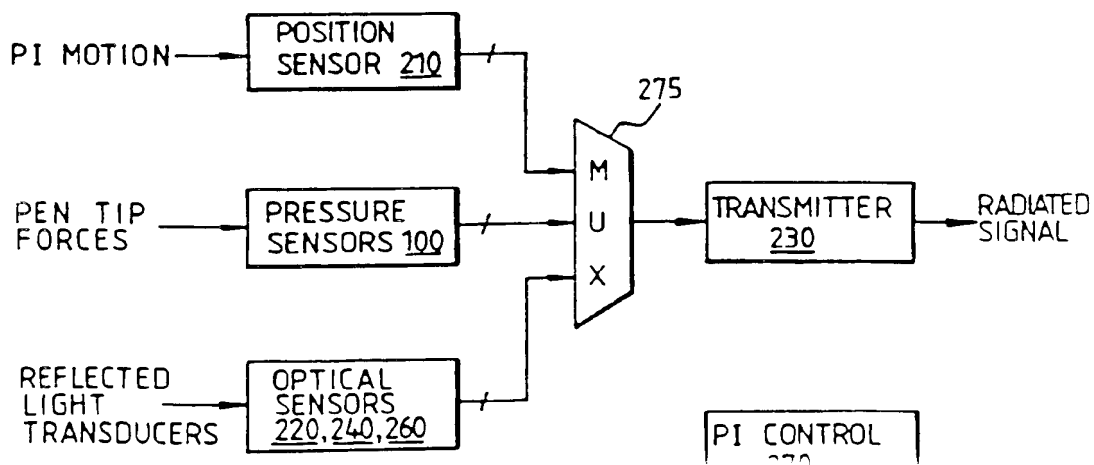 PI MOTION
POSITION
SENSOR 210
275
PEN TIP
FORCES
PRESSURE
SENSORS 100
M
U
X
TRANSMITTER
230
RADIATED
SIGNAL
REFLECTED
LIGHT
TRANSDUCERS
OPTICAL
SENSORS
220, 240, 260
PI CONTROL